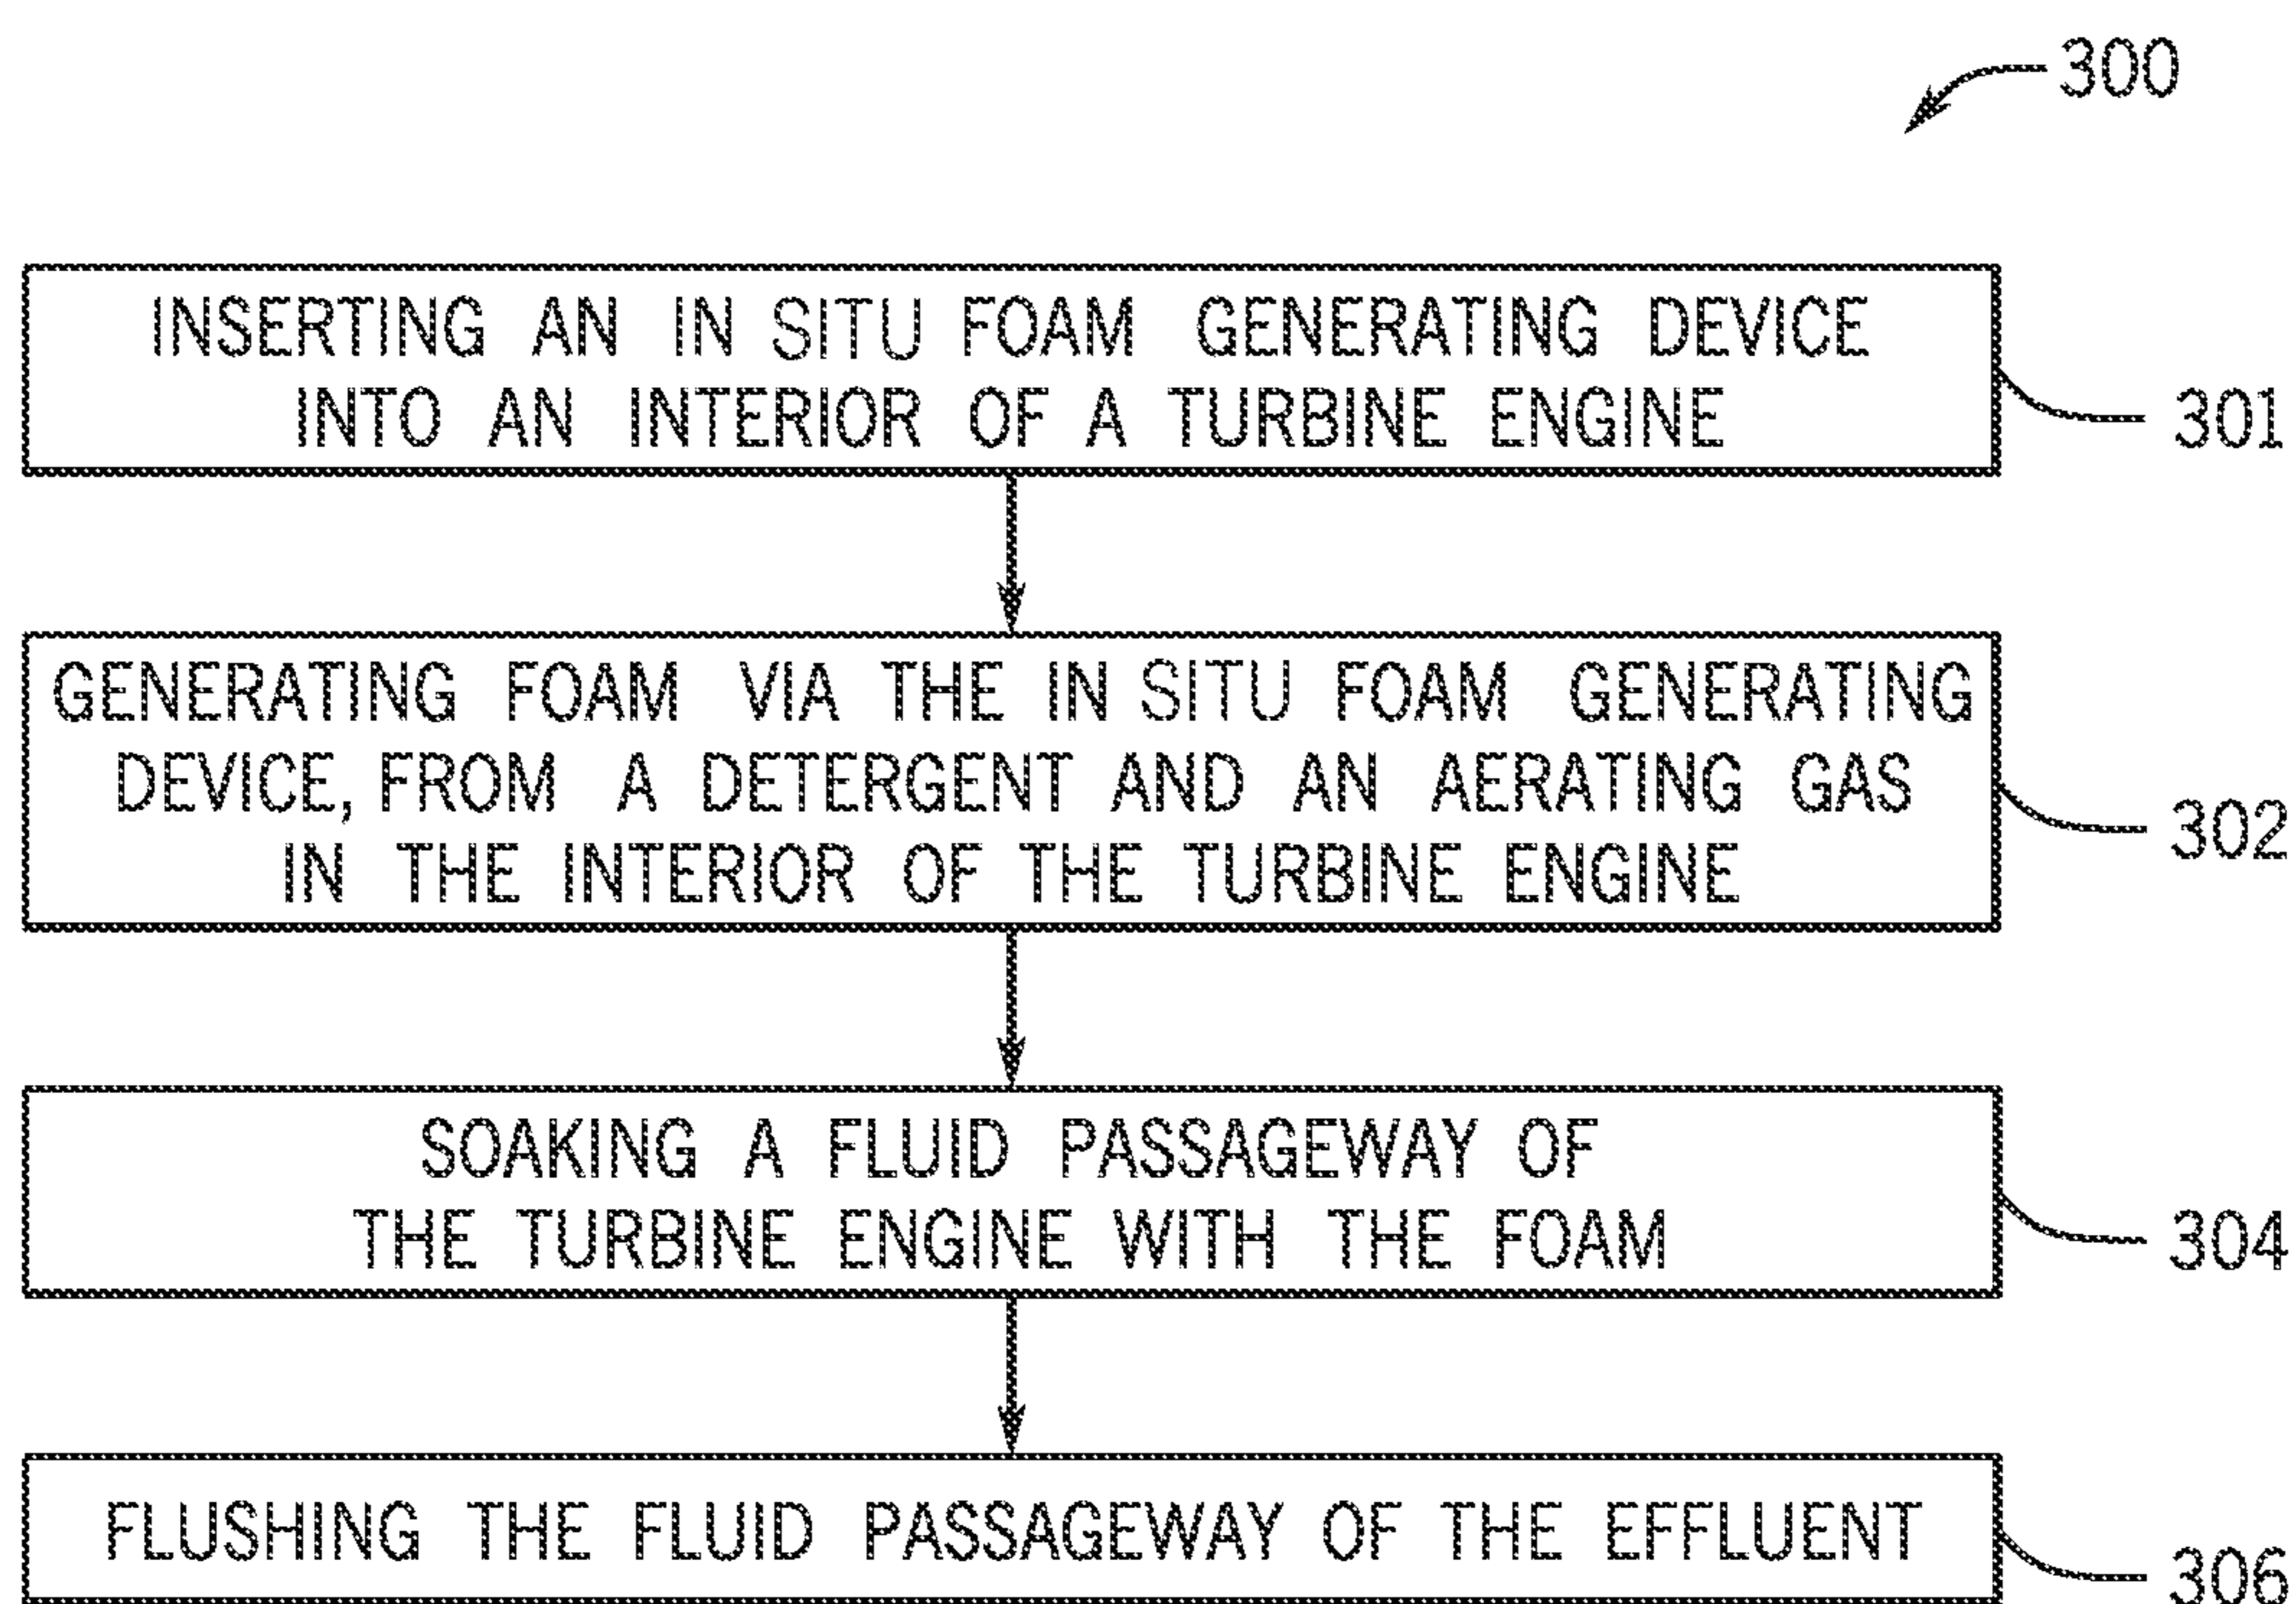 300
INSERTING AN IN SITU FOAM GENERATING DEVICE
INTO AN INTERIOR OF A TURBINE ENGINE
301
GENERATING FOAM VIA THE IN SITU FOAM GENERATING
DEVICE, FROM A DETERGENT AND AN AERATING GAS
IN THE INTERIOR OF THE TURBINE ENGINE
302
SOAKING A FLUID PASSAGEWAY OF
THE TURBINE ENGINE WITH THE FOAM
304
FLUSHING THE FLUID PASSAGEWAY OF THE EFFLUENT
306